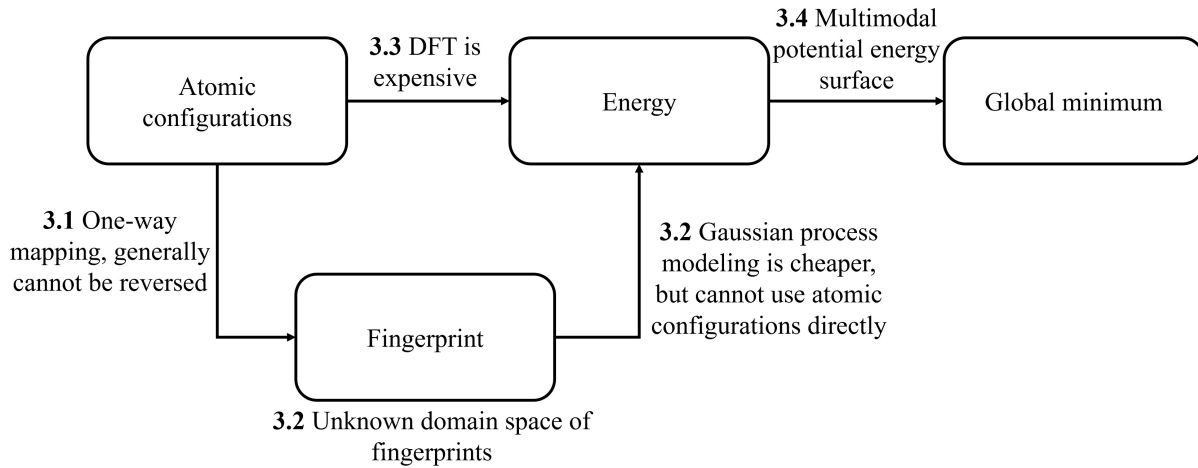 Atomic
configurations
3.3 DFT is
expensive
Energy
3.4 Multimodal
potential energy
surface
Global minimum
3.1 One-way
mapping, generally
cannot be reversed
Fingerprint
3.2 Unknown domain space of
fingerprints
3.2 Gaussian process
modeling is cheaper,
but cannot use atomic
configurations directly